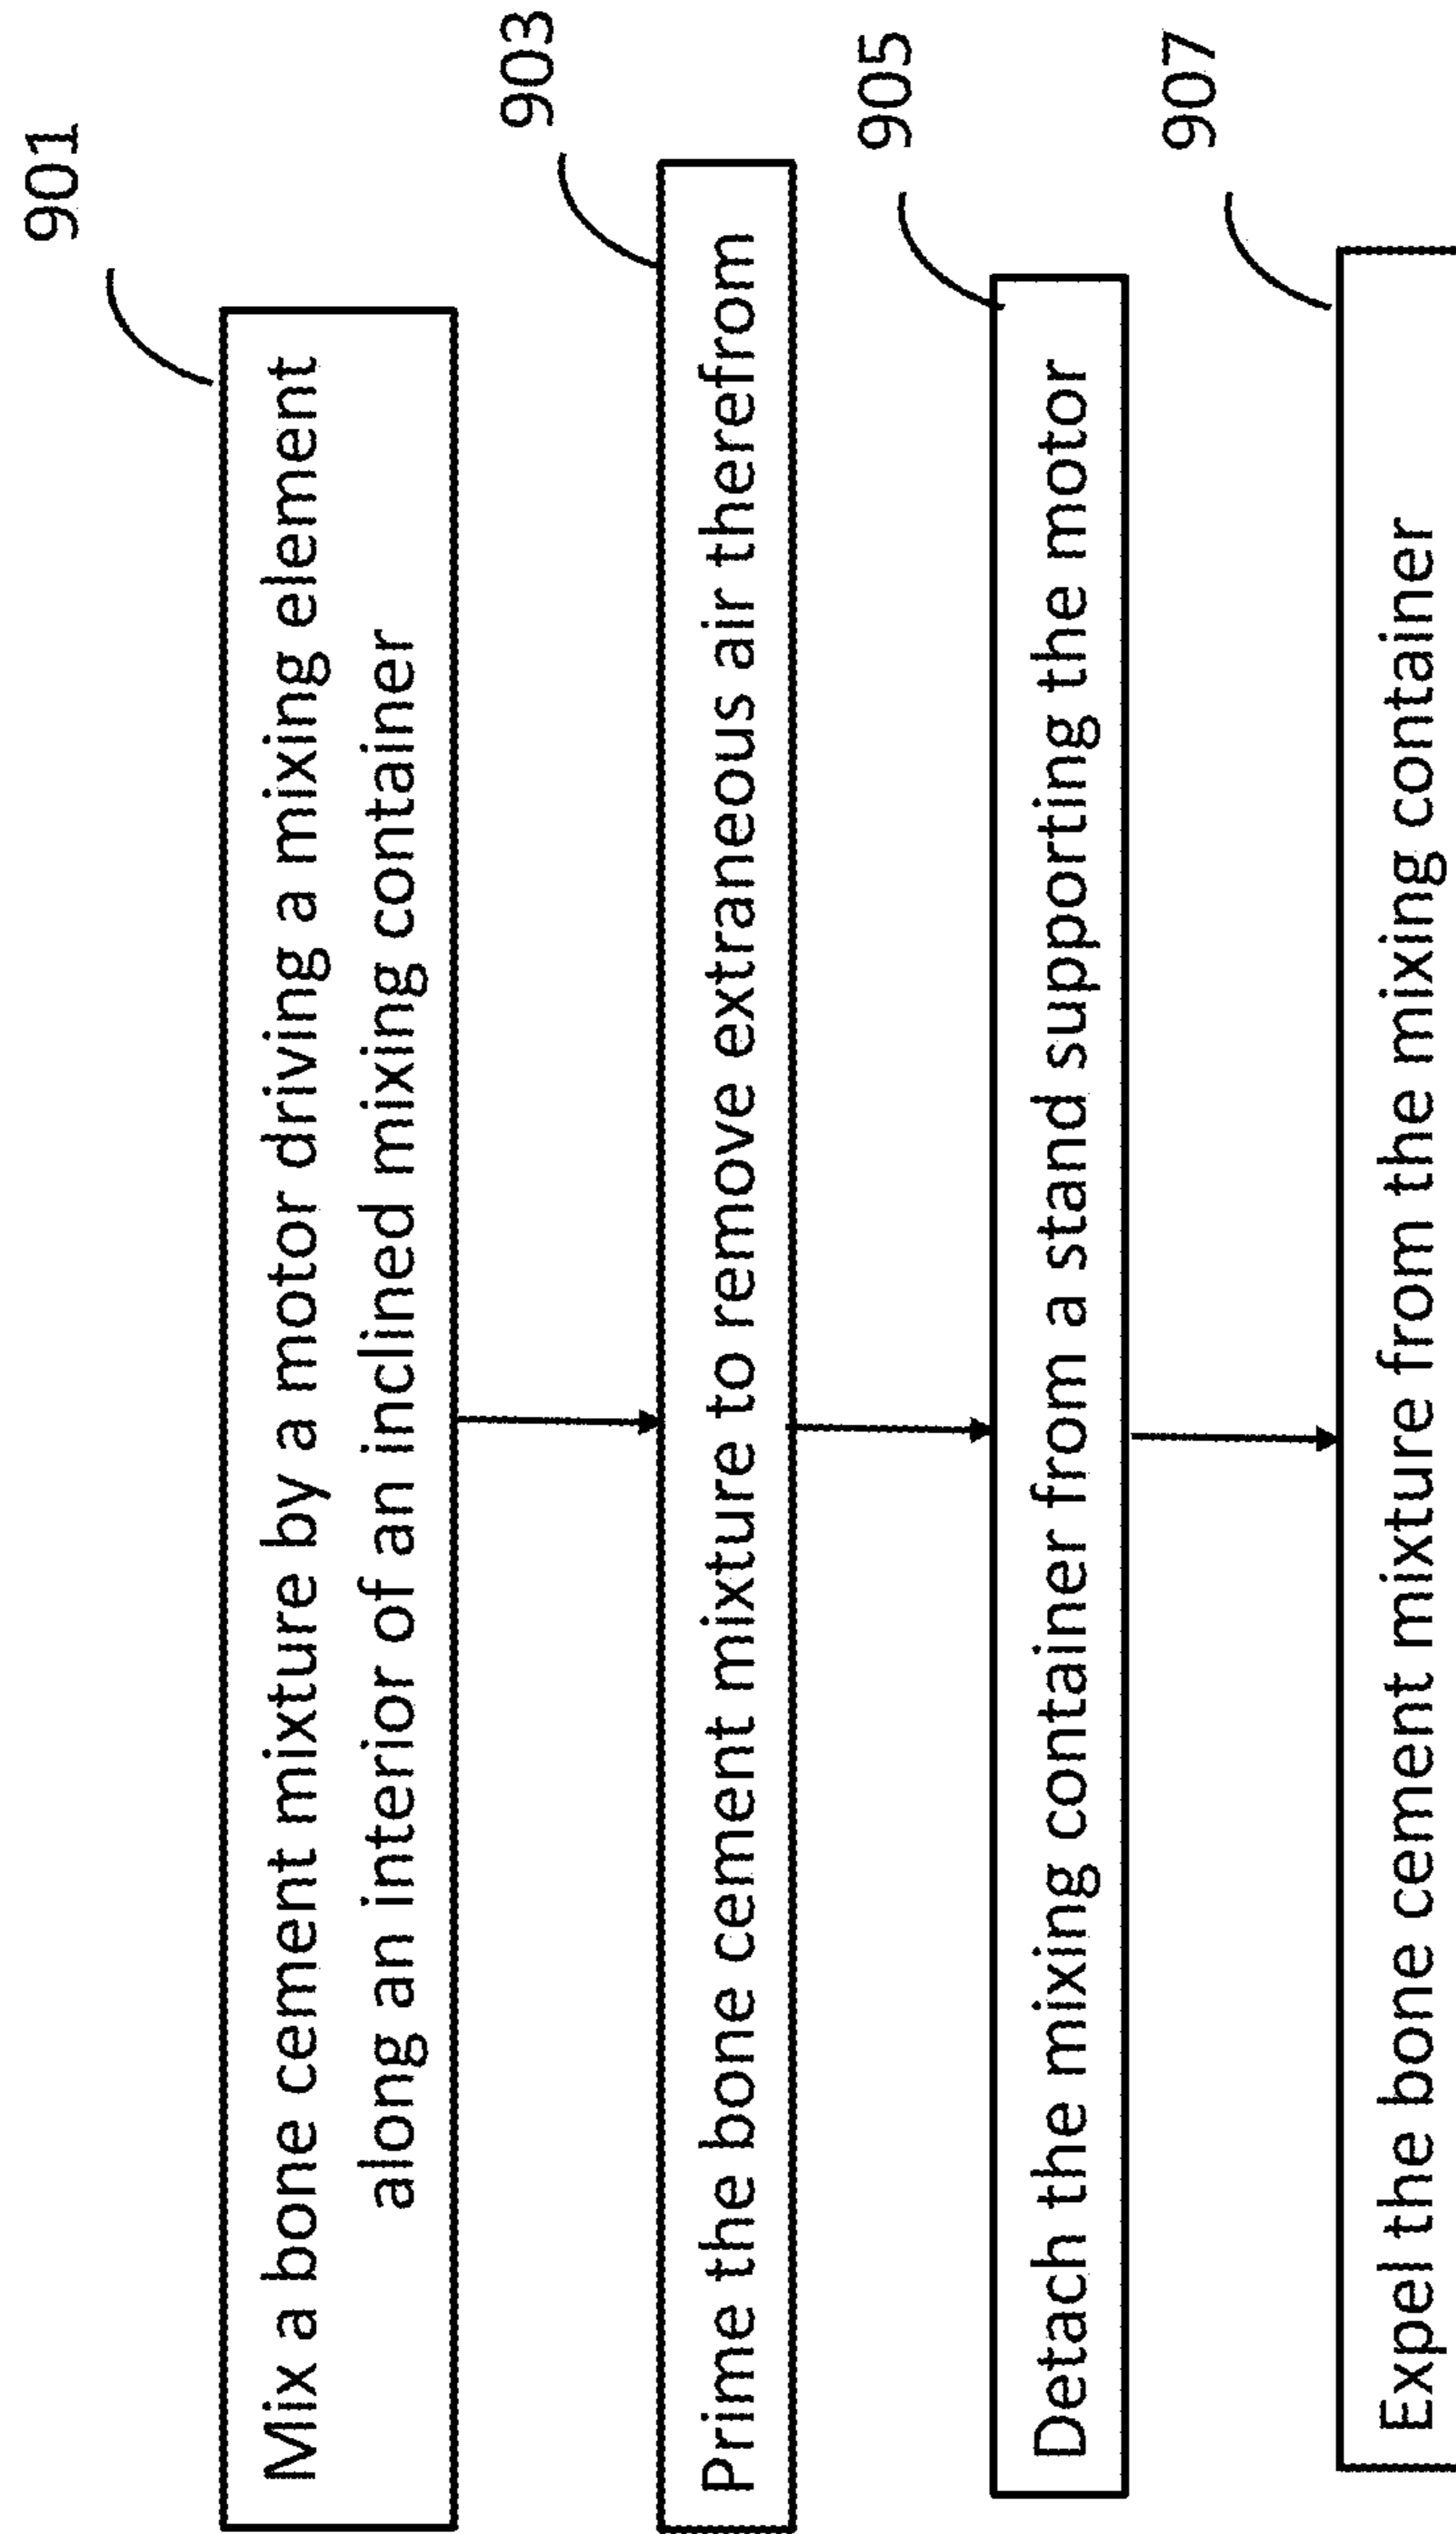 901
Mix a bone cement mixture by a motor driving a mixing element
along an interior of an inclined mixing container
903
Prime the bone cement mixture to remove extraneous air therefrom
905
Detach the mixing container from a stand supporting the motor
907
Expel the bone cement mixture from the mixing container